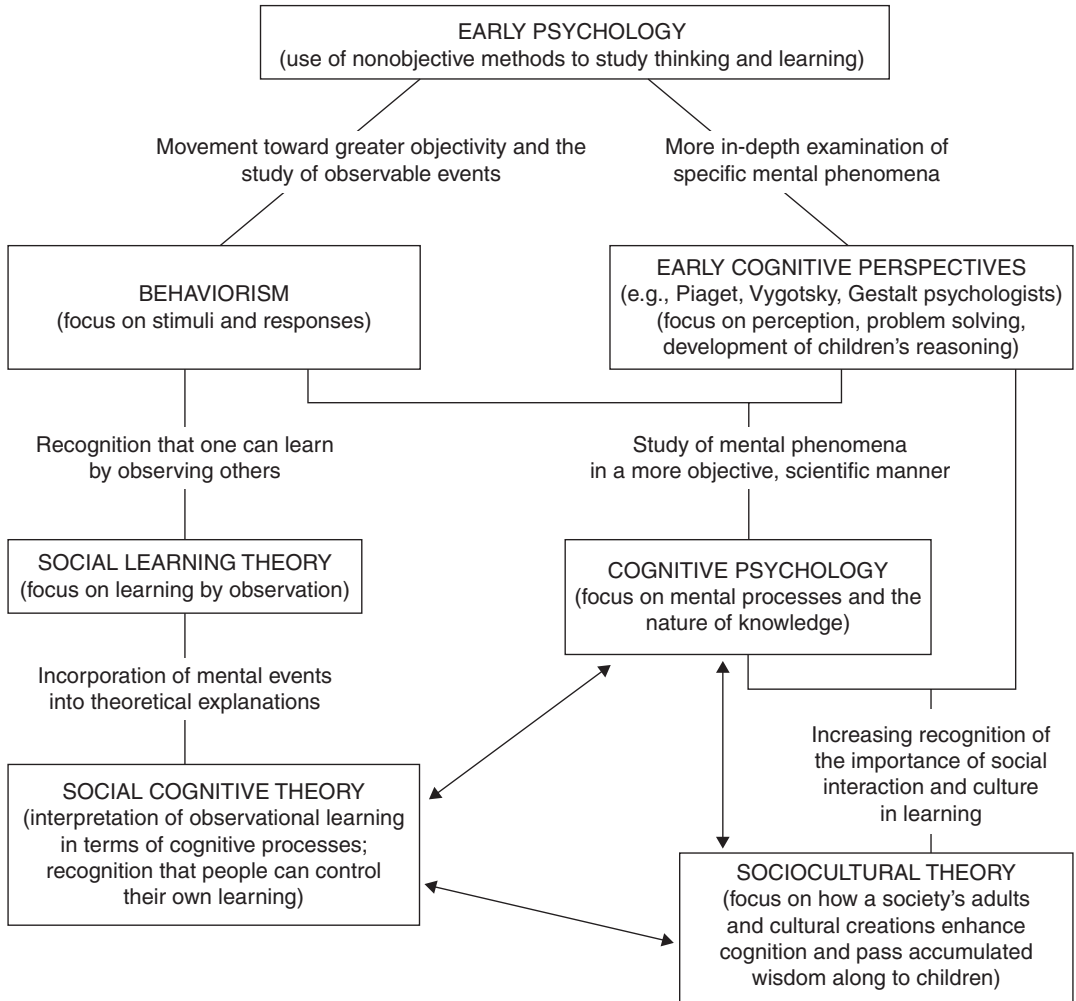 EARLY PSYCHOLOGY
(use of nonobjective methods to study thinking and learning)
Movement toward greater objectivity and the
study of observable events
More in-depth examination of
specific mental phenomena
BEHAVIORISM
(focus on stimuli and responses)
EARLY COGNITIVE PERSPECTIVES
(e.g., Piaget, Vygotsky, Gestalt psychologists)
(focus on perception, problem solving,
development of children’s reasoning)
Recognition that one can learn
by observing others
Study of mental phenomena
in a more objective, scientific manner
SOCIAL LEARNING THEORY
(focus on learning by observation)
COGNITIVE PSYCHOLOGY
(focus on mental processes and the
nature of knowledge)
Incorporation of mental events
into theoretical explanations
Increasing recognition of
the importance of social
interaction and culture
in learning
SOCIAL COGNITIVE THEORY
(interpretation of observational learning
in terms of cognitive processes;
recognition that people can control
their own learning)
SOCIOCULTURAL THEORY
(focus on how a society’s adults
and cultural creations enhance
cognition and pass accumulated
wisdom along to children)